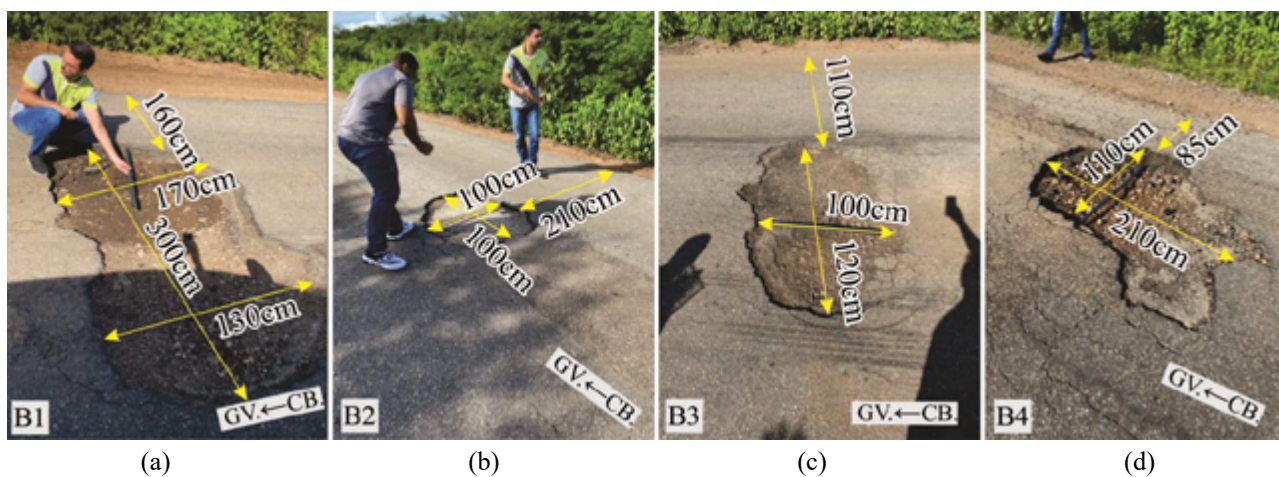 160cm
170cm
300cm
130cm
GV.←CB.
B1
100cm
210cm
100cm
GV.←CB.
B2
110cm
100cm
120cm
GV.←CB.
B3
110cm
85cm
210cm
GV.←CB.
B4
(a)
(b)
(c)
(d)